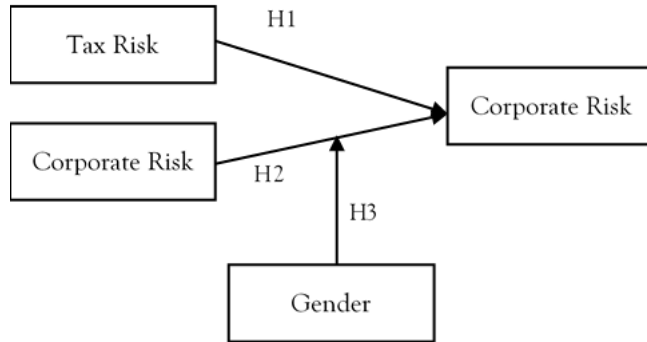 H1
Tax Risk
Corporate Risk
Corporate Risk
H2
H3
Gender